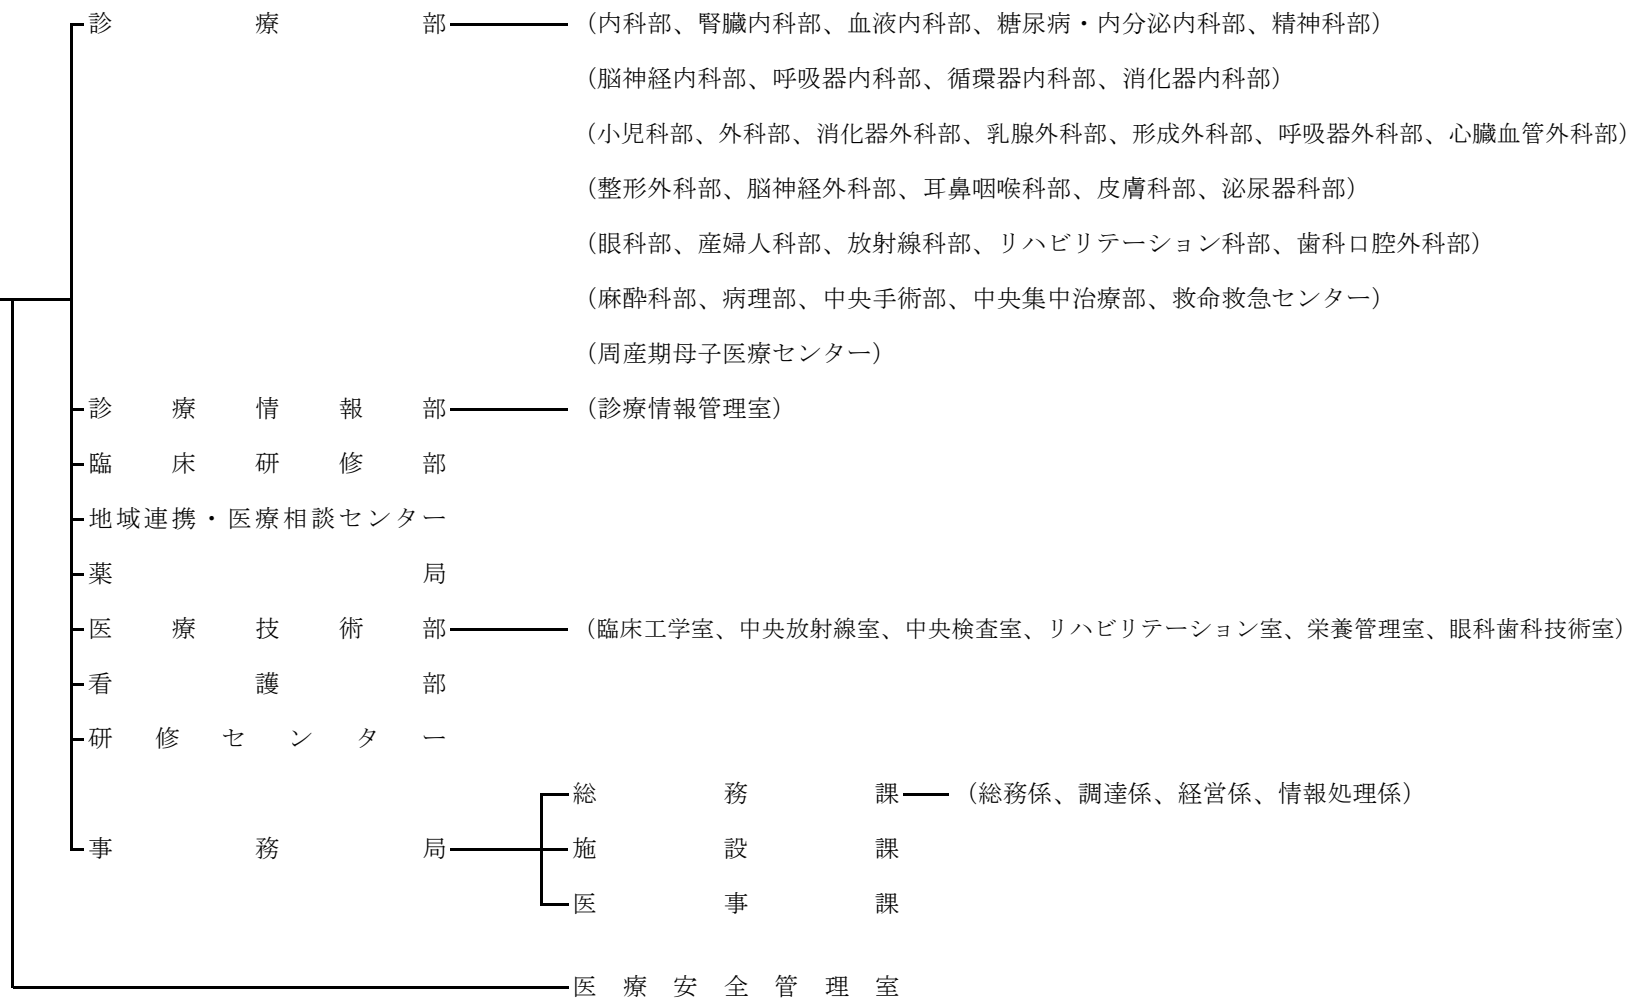 診療部 (内科部、腎臓内科部、血液内科部、糖尿病・内分泌内科部、精神科部)
(脳神経内科部、呼吸器内科部、循環器内科部、消化器内科部)
(小児科部、外科部、消化器外科部、乳腺外科部、形成外科部、呼吸器外科部、心臓血管外科部)
(整形外科部、脳神経外科部、耳鼻咽喉科部、皮膚科部、泌尿器科部)
(眼科部、産婦人科部、放射線科部、リハビリテーション科部、歯科口腔外科部)
(麻酔科部、病理部、中央手術部、中央集中治療部、救命救急センター)
(周産期母子医療センター)
診療情報部 (診療情報管理室)
臨床研修部
地域連携・医療相談センター
薬局
医療技術部 (臨床工学室、中央放射線室、中央検査室、リハビリテーション室、栄養管理室、眼科歯科技術室)
看護部
研修センター
総務課 (総務係、調達係、経営係、情報処理係)
事務局 施設課
医事課
医療安全管理室